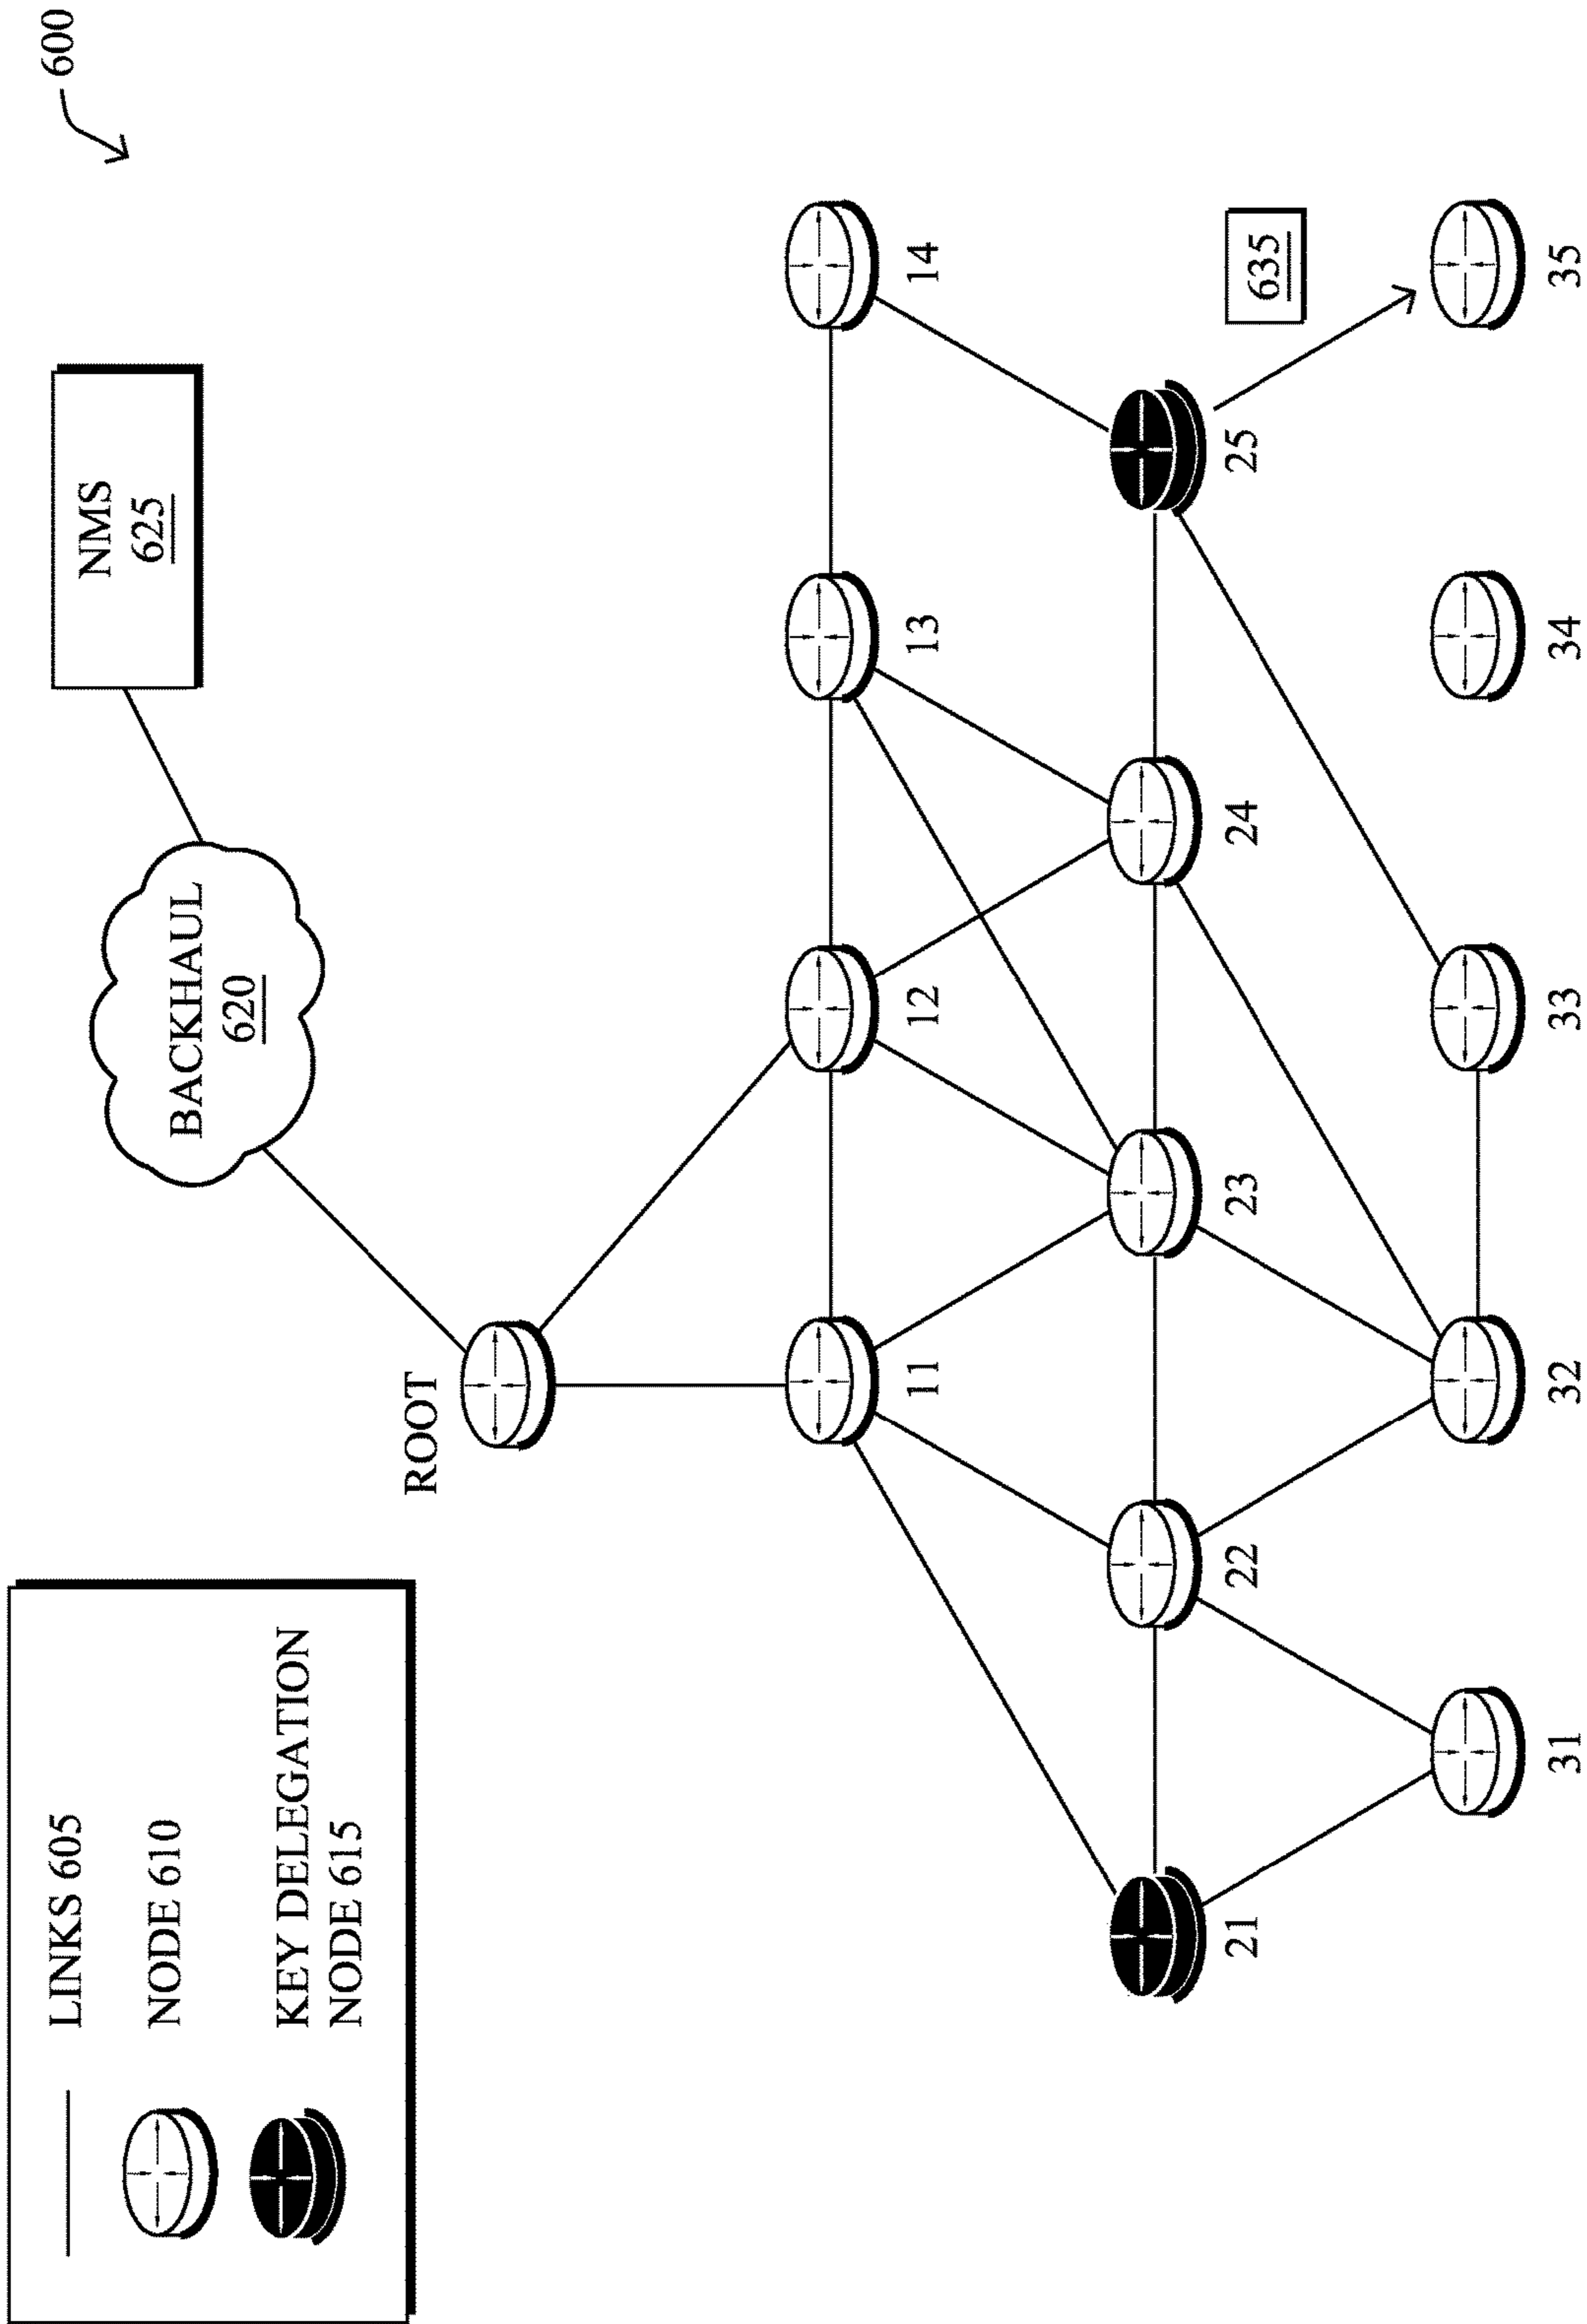 600
LINKS 605
NODE 610
KEY DELEGATION
NODE 615
NMS
625
BACKHAUL
620
ROOT
11
12
13
14
21
22
23
24
25
635
31
32
33
34
35